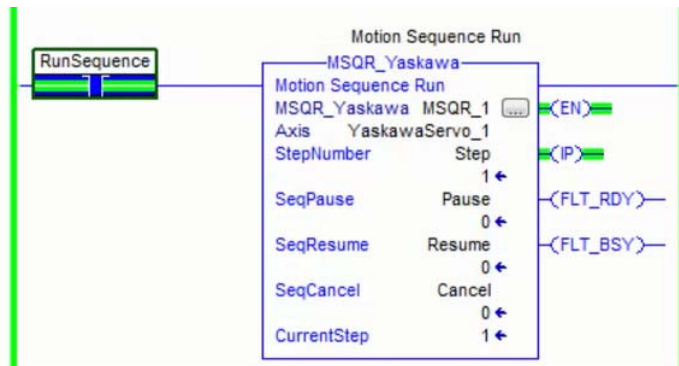 Motion Sequence Run
RunSequence
MSQR_Yaskawa
Motion Sequence Run
MSQR_Yaskawa MSQR_1 ... (EN)
Axis YaskawaServo_1
StepNumber Step (IP)
1
SeqPause Pause (FLT_RDY)
0
SeqResume Resume (FLT_BSY)
0
SeqCancel Cancel
0
CurrentStep 1